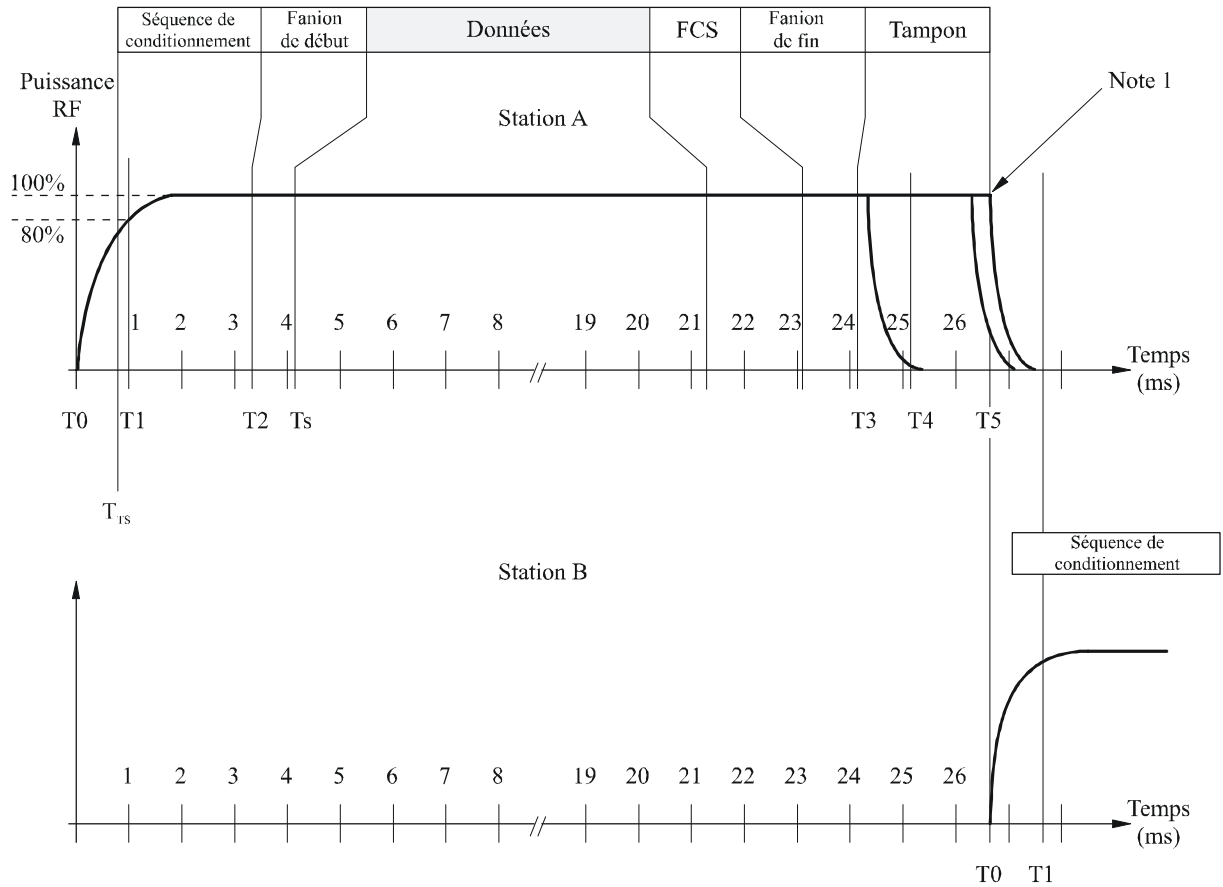 Séquence de
conditionnement
Fanion
de début
Données
FCS
Fanion
de fin
Tampon
Puissance
RF
Station A
Note 1
100%
80%
1 2 3 4 5 6 7 8 19 20 21 22 23 24 25 26
Temps
(ms)
T0 T1 T2 Ts T3 T4 T5
T_TS
Séquence de
conditionnement
Station B
1 2 3 4 5 6 7 8 19 20 21 22 23 24 25 26
Temps
(ms)
T0 T1